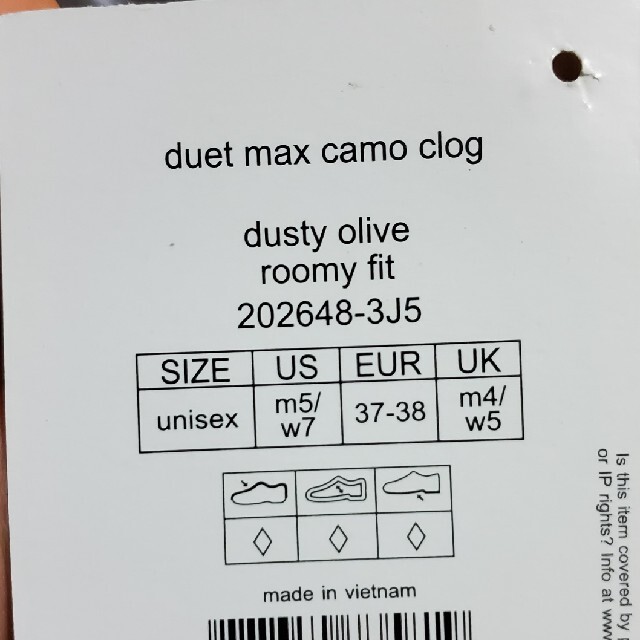 duet max camo clog
dusty olive
roomy fit
202648-3J5
SIZE US EUR UK
unisex m5/ w7 37-38 m4/ w5
made in vietnam
Is this item covered by
or IP rights? Info at www